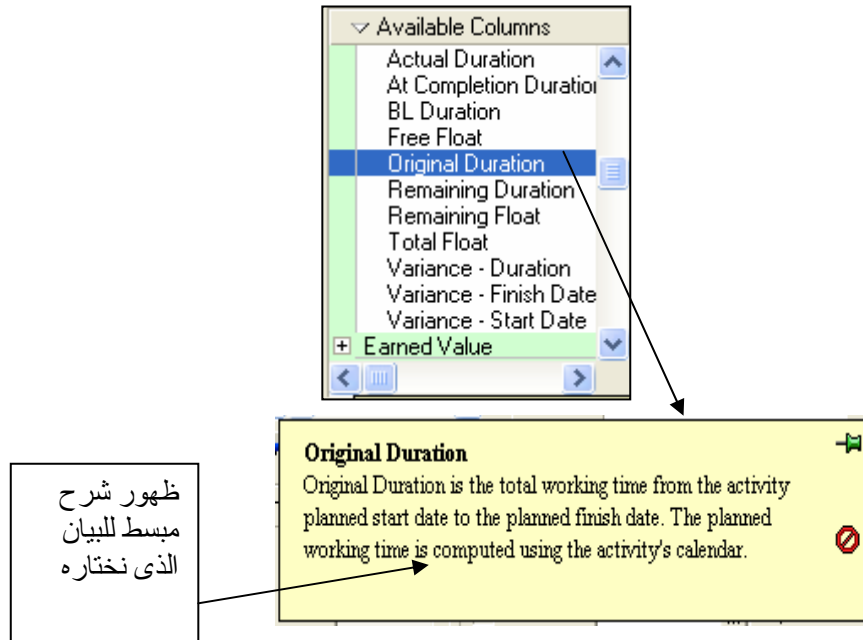 Available Columns
Actual Duration
At Completion Duration
BL Duration
Free Float
Original Duration
Remaining Duration
Remaining Float
Total Float
Variance - Duration
Variance - Finish Date
Variance - Start Date
Earned Value
Original Duration
Original Duration is the total working time from the activity
planned start date to the planned finish date. The planned
working time is computed using the activity's calendar.
ظهور شرح
مبسط للبيان
الذى نختاره